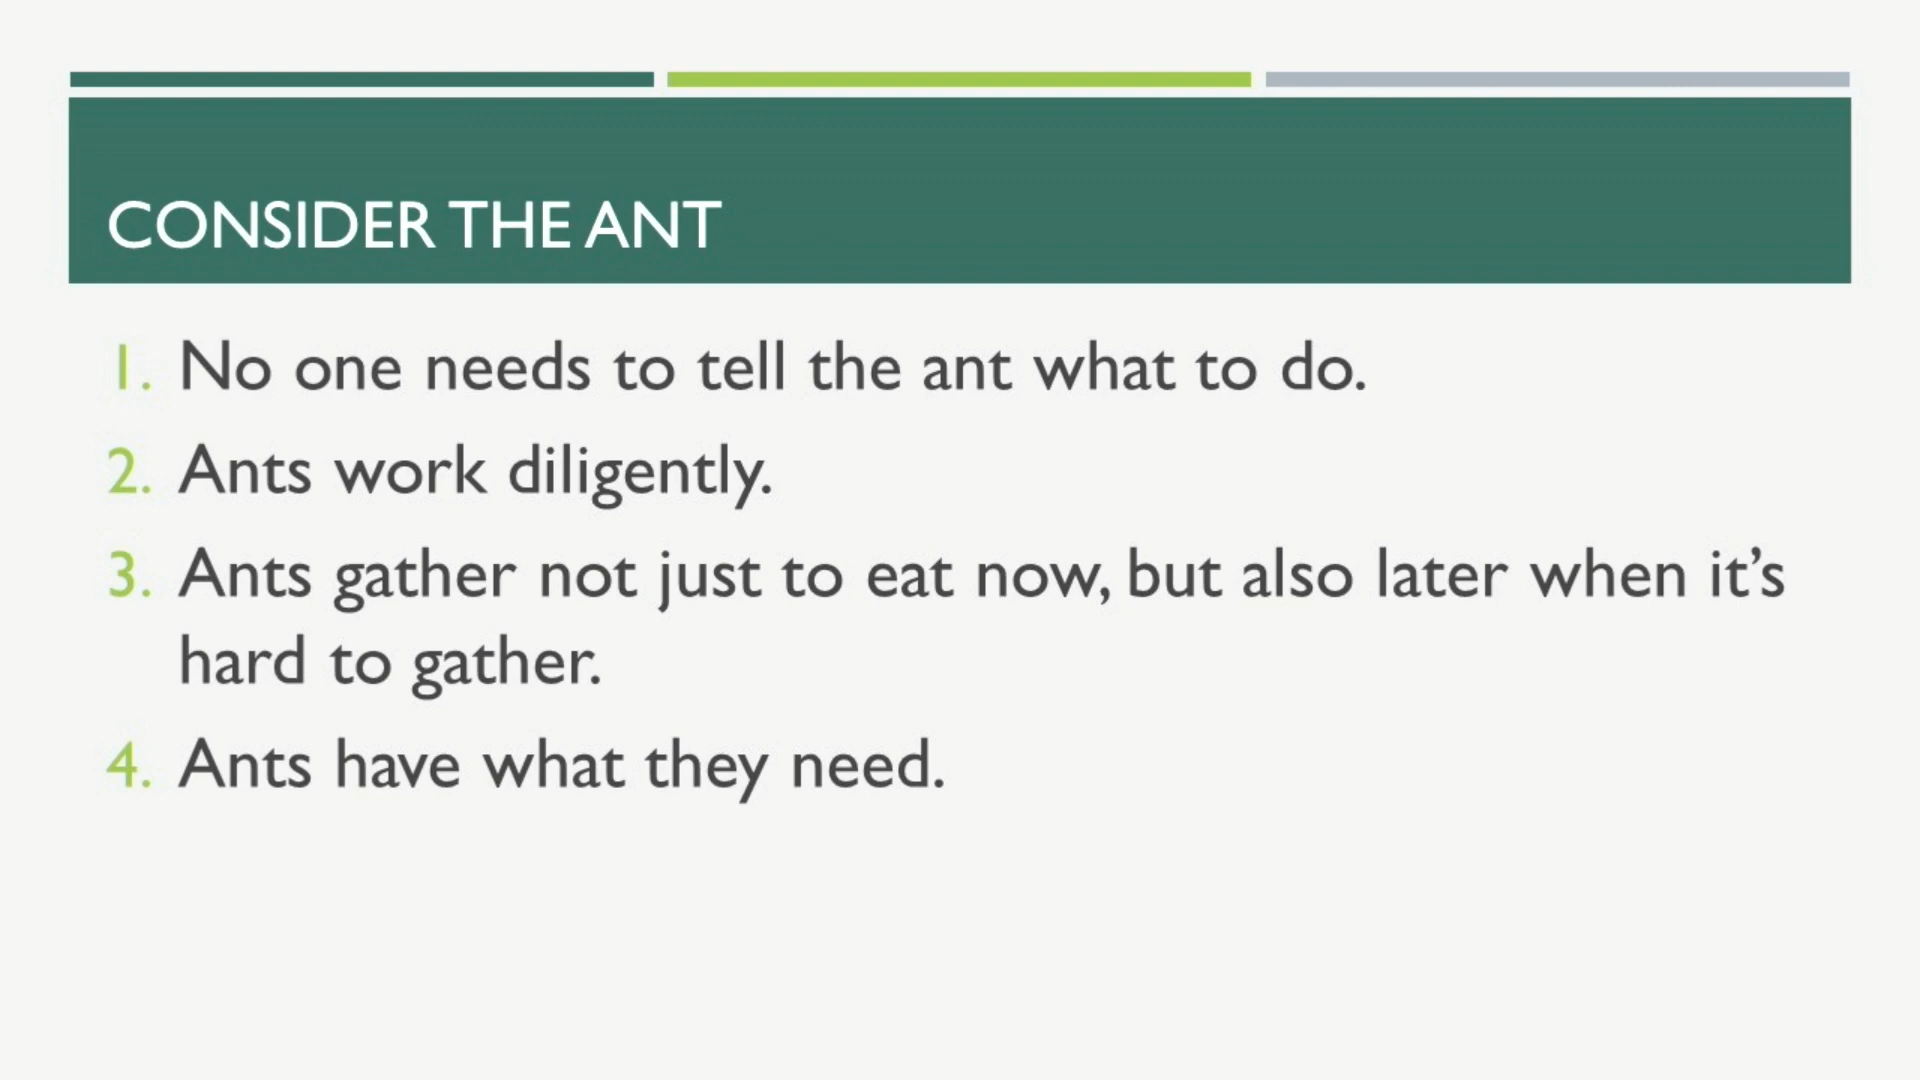 CONSIDER THE ANT
1. No one needs to tell the ant what to do.
2. Ants work diligently.
3. Ants gather not just to eat now, but also later when it’s
hard to gather.
4. Ants have what they need.